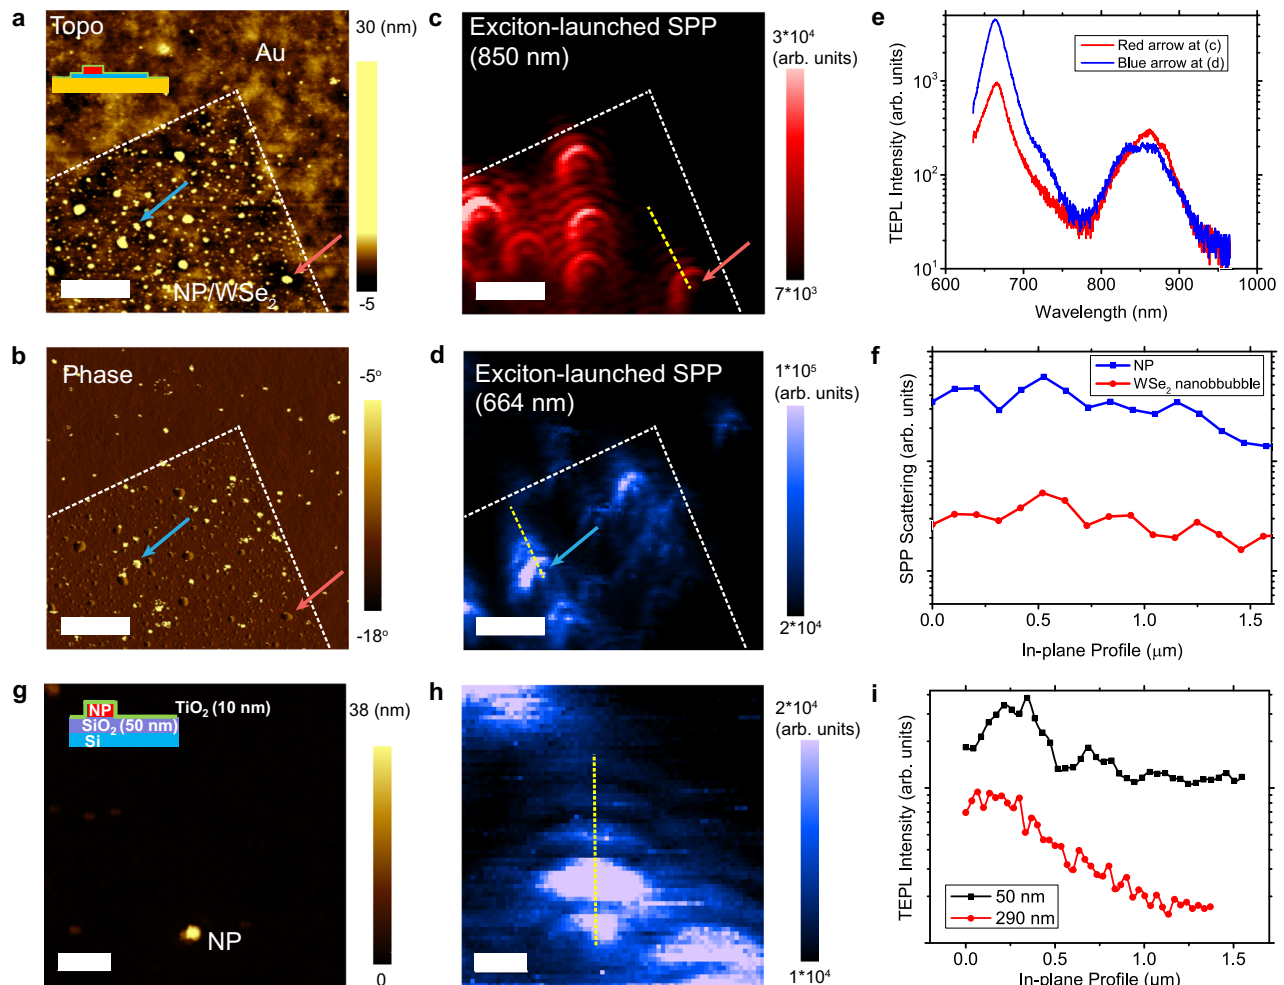 a
Topo
Au
NP/WSe2
30 (nm)
-5
c
Exciton-launched SPP
(850 nm)
3*10^4
(arb. units)
7*10^3
e
TEPL Intensity (arb. units)
10^3
10^2
10^1
Red arrow at (c)
Blue arrow at (d)
600 700 800 900 1000
Wavelength (nm)
b
Phase
-5°
-18°
d
Exciton-launched SPP
(664 nm)
1*10^5
(arb. units)
2*10^4
f
SPP Scattering (arb. units)
NP
WSe2 nanobbubble
0.0 0.5 1.0 1.5
In-plane Profile (μm)
g
NP
SiO2 (50 nm)
Si
TiO2 (10 nm)
NP
38 (nm)
0
h
2*10^4
(arb. units)
1*10^4
i
TEPL Intensity (arb. units)
50 nm
290 nm
0.0 0.5 1.0 1.5
In-plane Profile (μm)